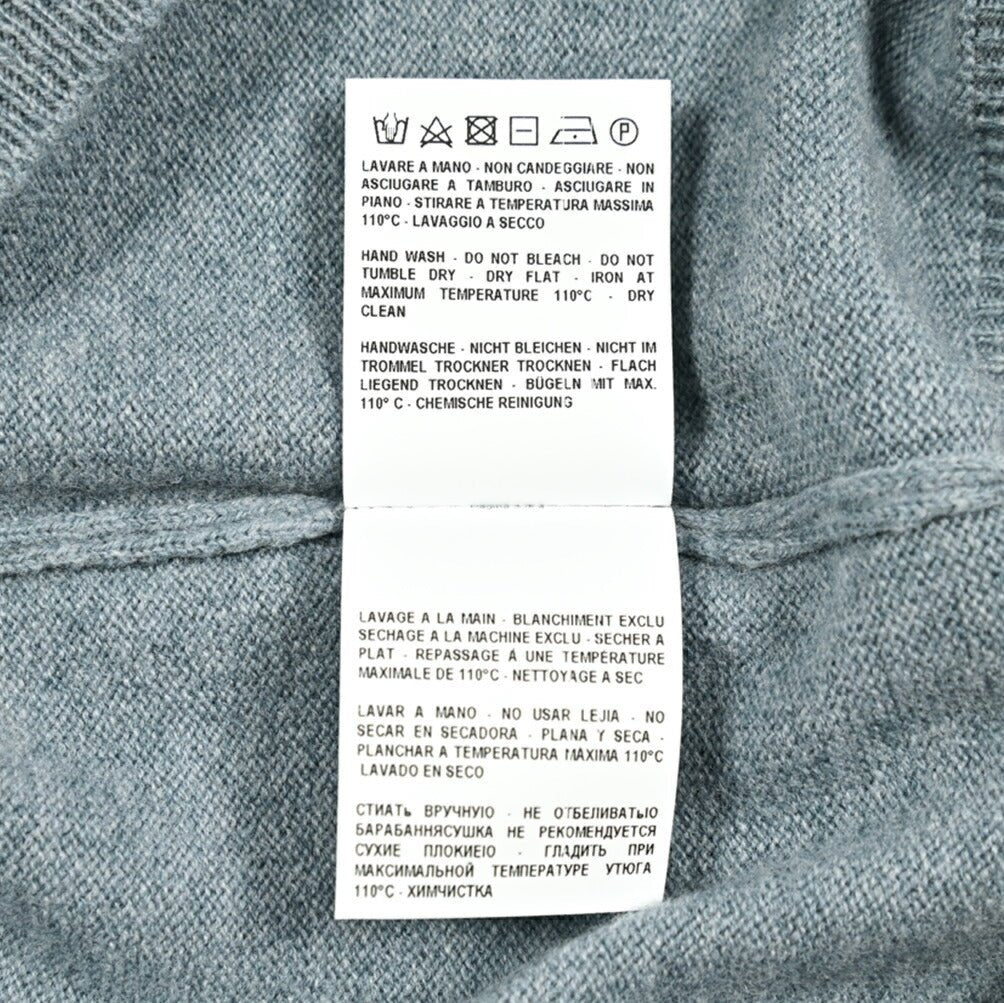 P
LAVARE A MANO - NON CANDEGGIARE - NON
ASCIUGARE A TAMBURO - ASCIUGARE IN
PIANO - STIRARE A TEMPERATURA MASSIMA
110°C - LAVAGGIO A SECCO
HAND WASH - DO NOT BLEACH - DO NOT
TUMBLE DRY - DRY FLAT - IRON AT
MAXIMUM TEMPERATURE 110°C - DRY
CLEAN
HANDWASCHE - NICHT BLEICHEN - NICHT IM
TROMMEL TROCKNER TROCKNEN - FLACH
LIEGEND TROCKNEN - BÜGELN MIT MAX.
110° C - CHEMISCHE REINIGUNG
LAVAGE A LA MAIN - BLANCHIMENT EXCLU
SECHAGE A LA MACHINE EXCLU - SECHER A
PLAT - REPASSAGE Á UNE TEMPÉRATURE
MAXIMALE DE 110°C - NETTOYAGE A SEC
LAVAR A MANO - NO USAR LEJIA - NO
SECAR EN SECADORA - PLANA Y SECA -
PLANCHAR A TEMPERATURA MÁXIMA 110°C
LAVADO EN SECO
СТИАТЬ ВРУЧНУЮ - НЕ ОТБЕЛИВАТЬЮ
БАРАБАННЯСУШКА НЕ РЕКОМЕНДУЕТСЯ
СУХИЕ ПЛОКИЕЮ - ГЛАДИТЬ ПРИ
МАКСИМАЛЬНОЙ ТЕМПЕРАТУРЕ УТЮГА
110°C - ХИМЧИСТКА